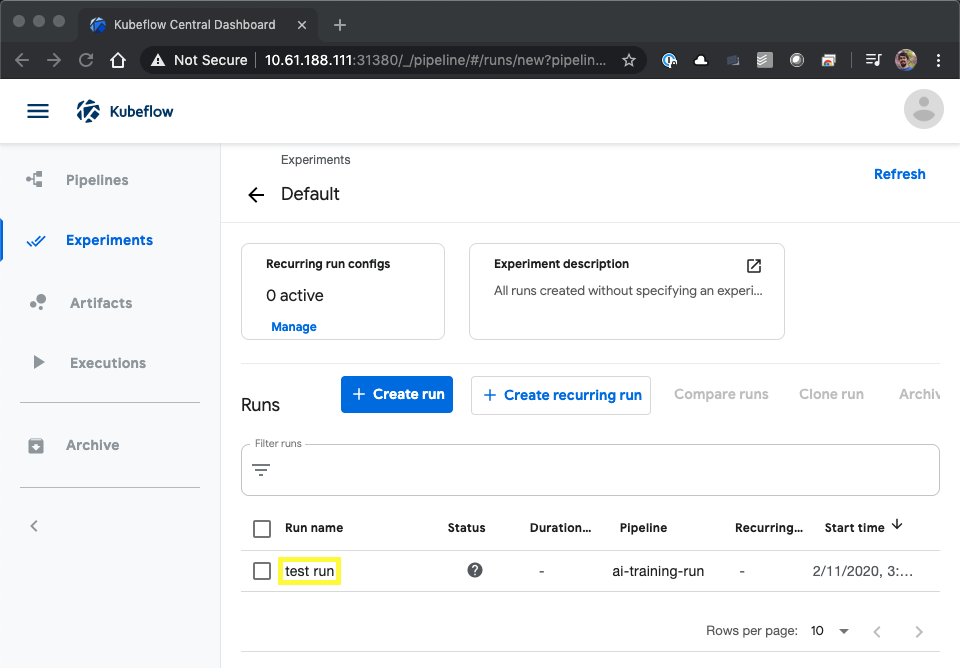 Kubeflow Central Dashboard
Not Secure 10.61.188.111:31380/_/pipeline/#/runs/new?pipelin...
Kubeflow
Experiments
Default
Refresh
Pipelines
Experiments
Artifacts
Executions
Archive
Recurring run configs
0 active
Manage
Experiment description
All runs created without specifying an experi...
Runs
+ Create run
+ Create recurring run
Compare runs
Clone run
Archiv
Filter runs
Run name Status Duration... Pipeline Recurring... Start time
test run - ai-training-run - 2/11/2020, 3:...
Rows per page: 10